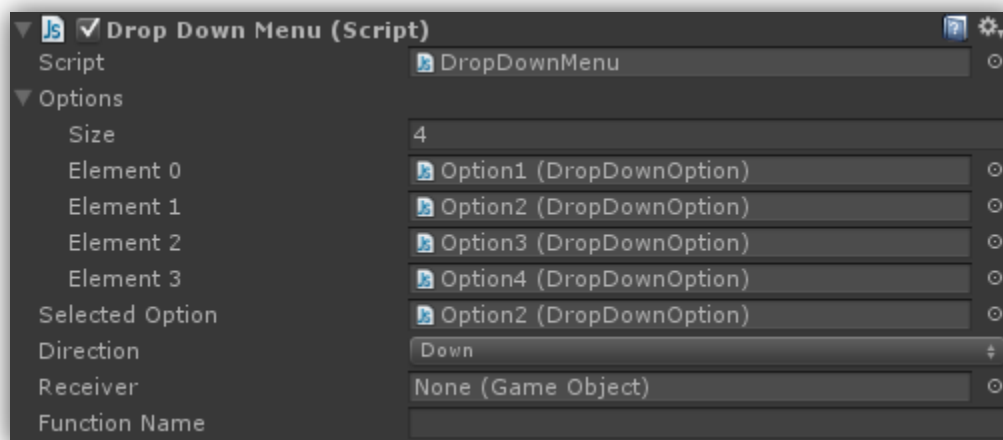 Drop Down Menu (Script)
Script DropDownMenu
Options
Size 4
Element 0 Option1 (DropDownOption)
Element 1 Option2 (DropDownOption)
Element 2 Option3 (DropDownOption)
Element 3 Option4 (DropDownOption)
Selected Option Option2 (DropDownOption)
Direction Down
Receiver None (Game Object)
Function Name